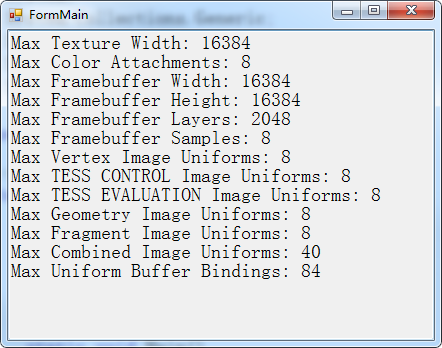 FormMain
Max Texture Width: 16384
Max Color Attachments: 8
Max Framebuffer Width: 16384
Max Framebuffer Height: 16384
Max Framebuffer Layers: 2048
Max Framebuffer Samples: 8
Max Vertex Image Uniforms: 8
Max TESS CONTROL Image Uniforms: 8
Max TESS EVALUATION Image Uniforms: 8
Max Geometry Image Uniforms: 8
Max Fragment Image Uniforms: 8
Max Combined Image Uniforms: 40
Max Uniform Buffer Bindings: 84